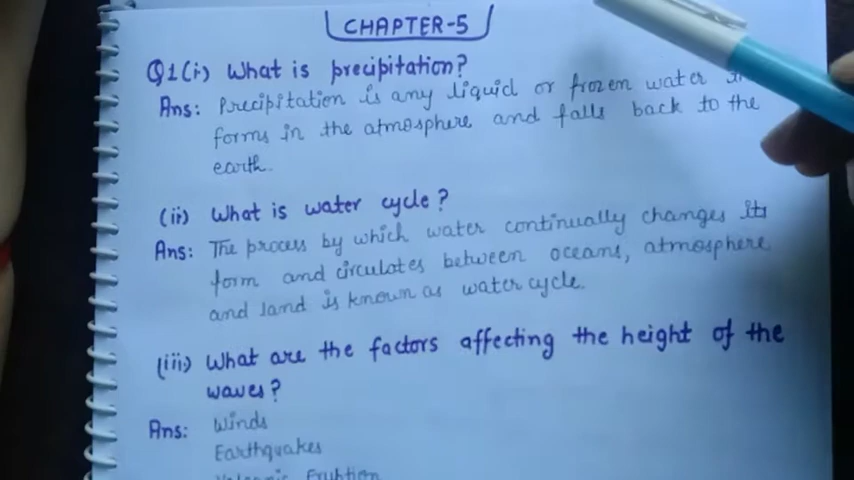 CHAPTER-5
Q1(i) What is precipitation?
Ans: Precipitation is any liquid or frozen water
forms in the atmosphere and falls back to the
earth.
(ii) What is water cycle?
Ans: The process by which water continually changes its
form and circulates between oceans, atmosphere
and land is known as water cycle.
(iii) What are the factors affecting the height of the
waves?
Ans: Winds
Earthquakes
Volcanic Eruption